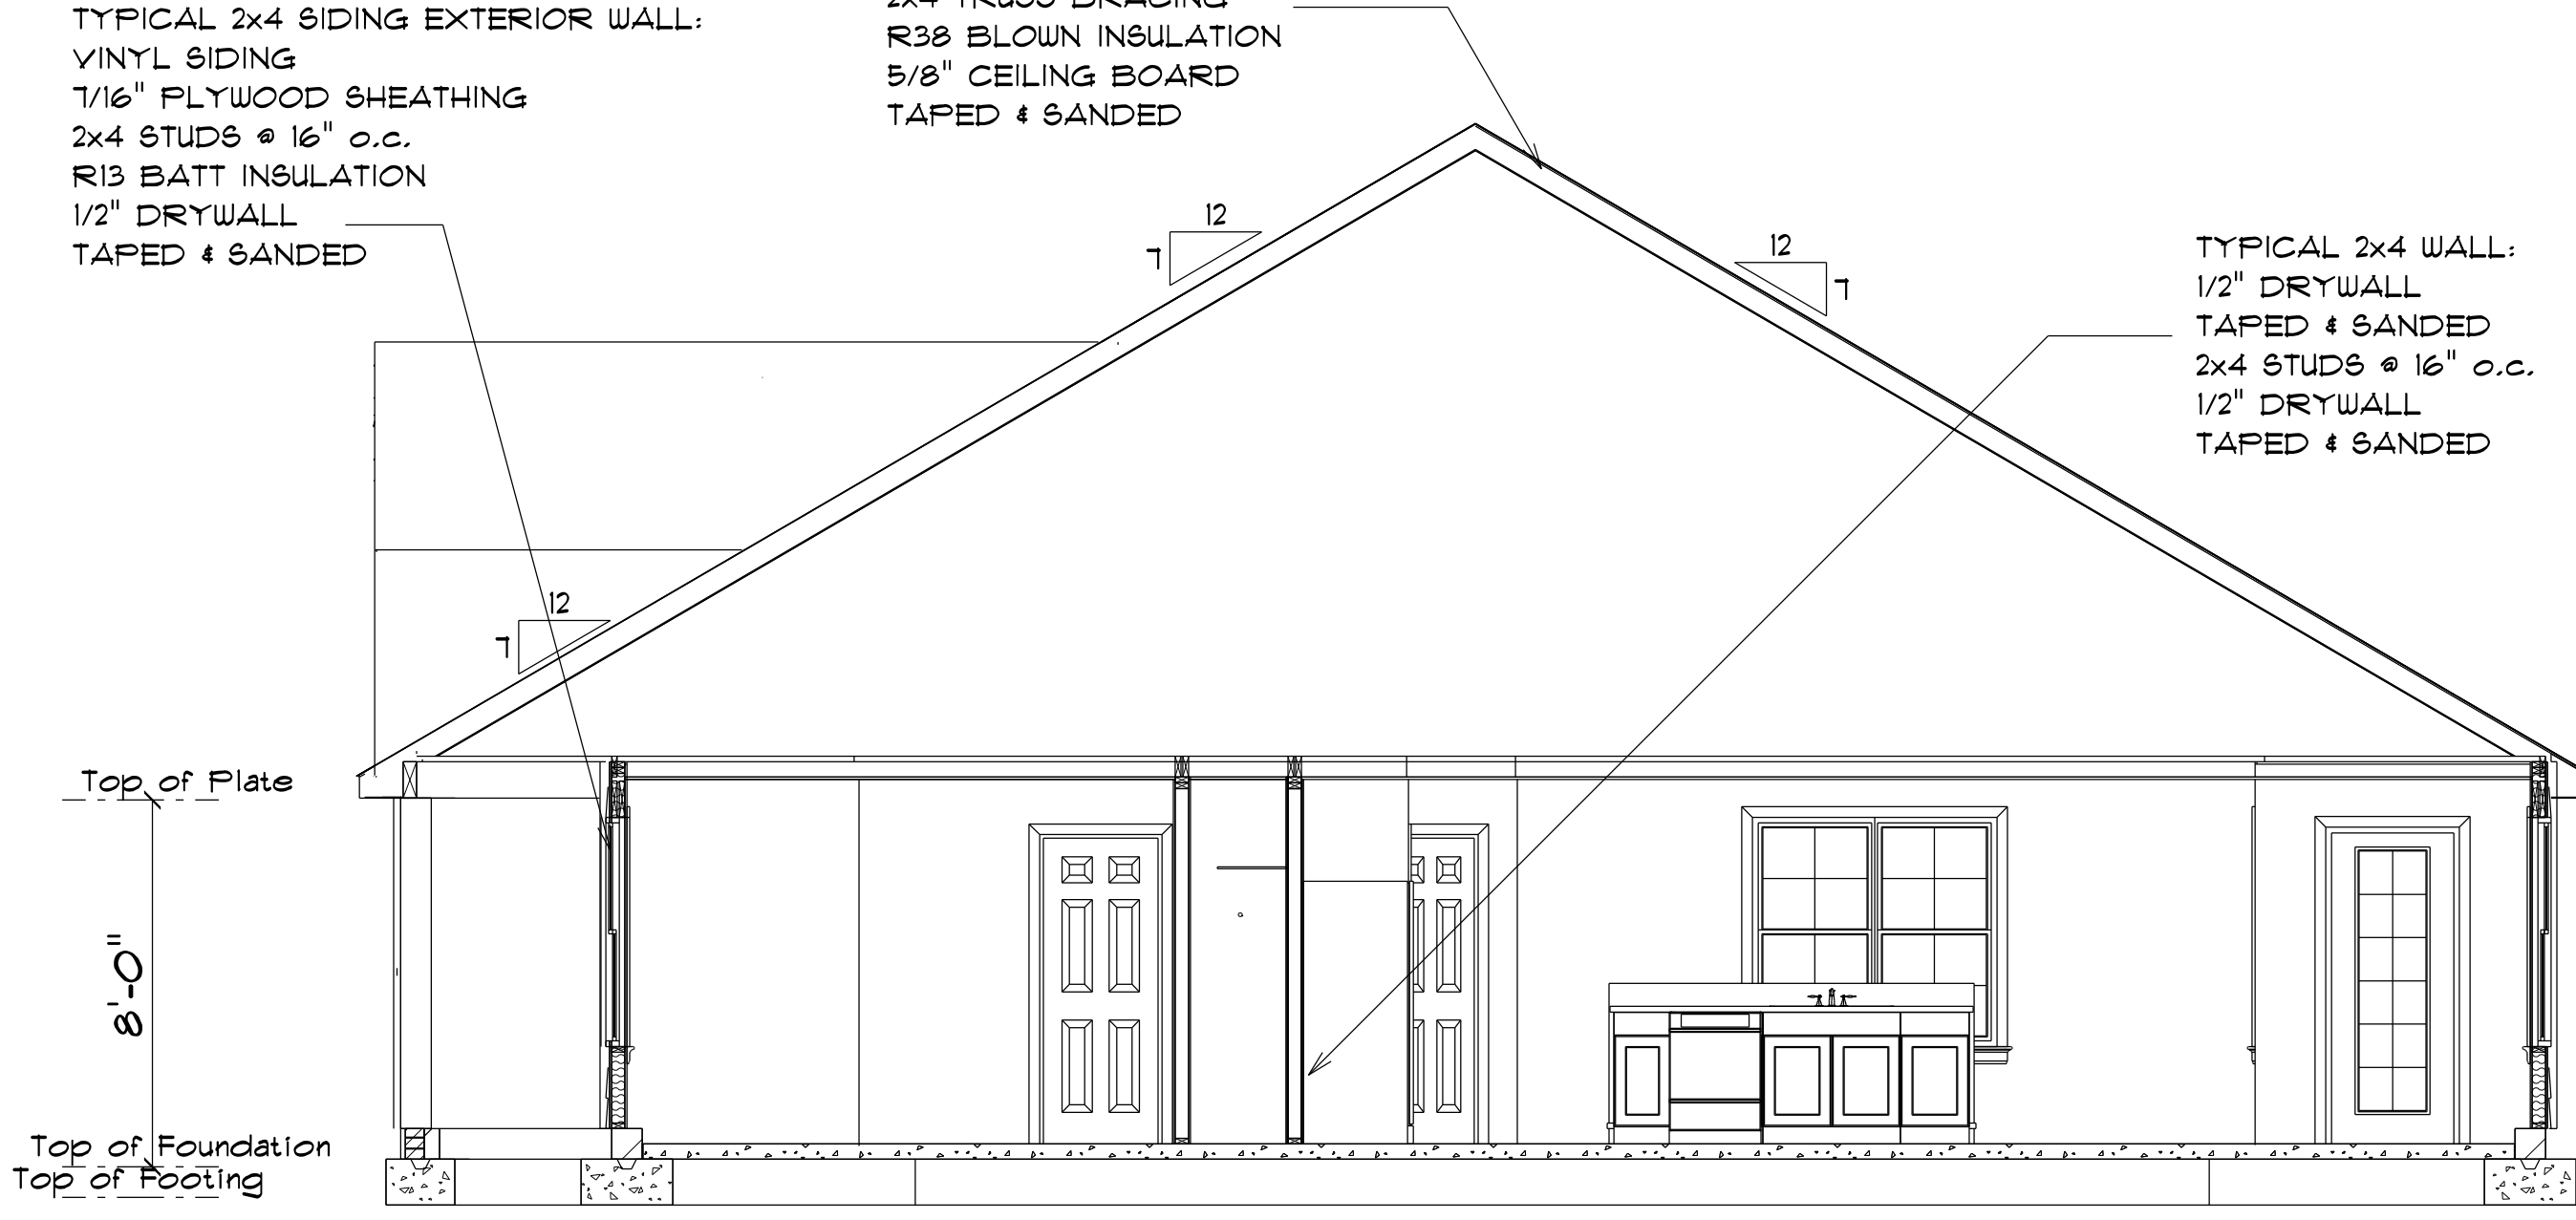 TYPICAL 2x4 SIDING EXTERIOR WALL:
VINYL SIDING
7/16" PLYWOOD SHEATHING
2x4 STUDS @ 16" o.c.
R13 BATT INSULATION
1/2" DRYWALL
TAPED & SANDED
2x4 TRUSS BRACING
R38 BLOWN INSULATION
5/8" CEILING BOARD
TAPED & SANDED
12
7
12
7
TYPICAL 2x4 WALL:
1/2" DRYWALL
TAPED & SANDED
2x4 STUDS @ 16" o.c.
1/2" DRYWALL
TAPED & SANDED
12
7
Top of Plate
8'-0"
Top of Foundation
Top of Footing